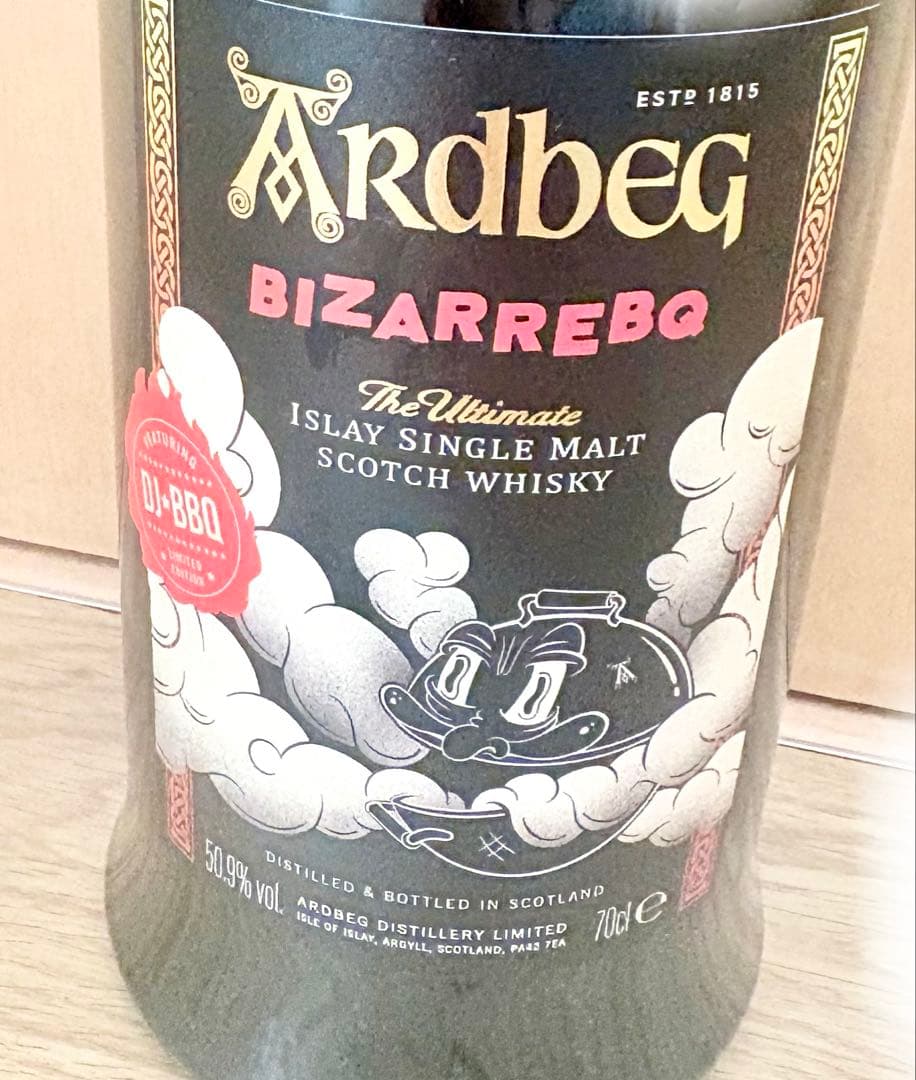 ESTD 1815
ARdbEG
BIZARREBQ
The Ultimate
ISLAY SINGLE MALT
SCOTCH WHISKY
FEATURING
DJ★BBQ
LIMITED
EDITION
A
50.9% vol.
DISTILLED & BOTTLED IN SCOTLAND
ARDBEG DISTILLERY LIMITED
ISLE OF ISLAY, ARGYLL, SCOTLAND, PA42 7EA
70cl e